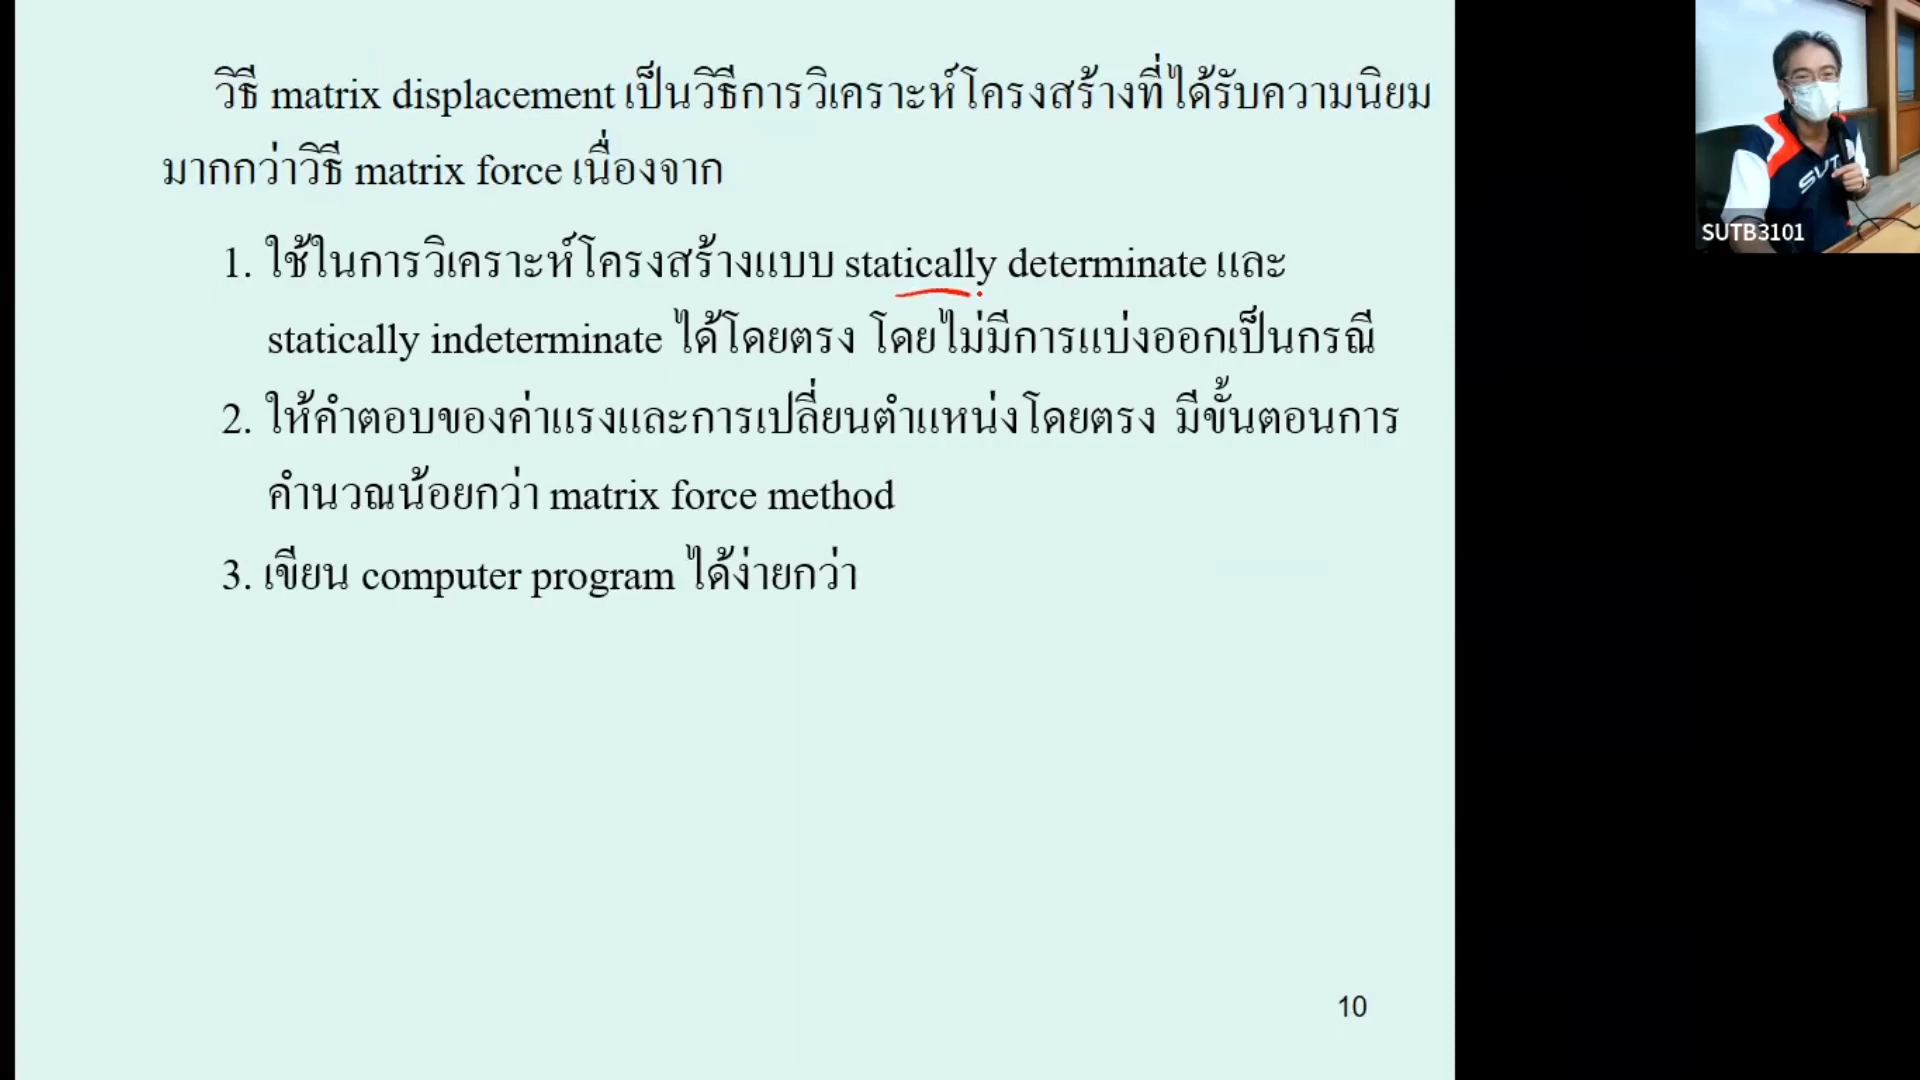 วิธี matrix displacement เป็นวิธีการวิเคราะห์โครงสร้างที่ได้รับความนิยม
มากกว่าวิธี matrix force เนื่องจาก
1. ใช้ในการวิเคราะห์โครงสร้างแบบ statically determinate และ
statically indeterminate ได้โดยตรง โดยไม่มีการแบ่งออกเป็นกรณี
2. ให้คำตอบของค่าแรงและการเปลี่ยนตำแหน่งโดยตรง มีขั้นตอนการ
คำนวณน้อยกว่า matrix force method
3. เขียน computer program ได้ง่ายกว่า
10
SUT
SUTB3101